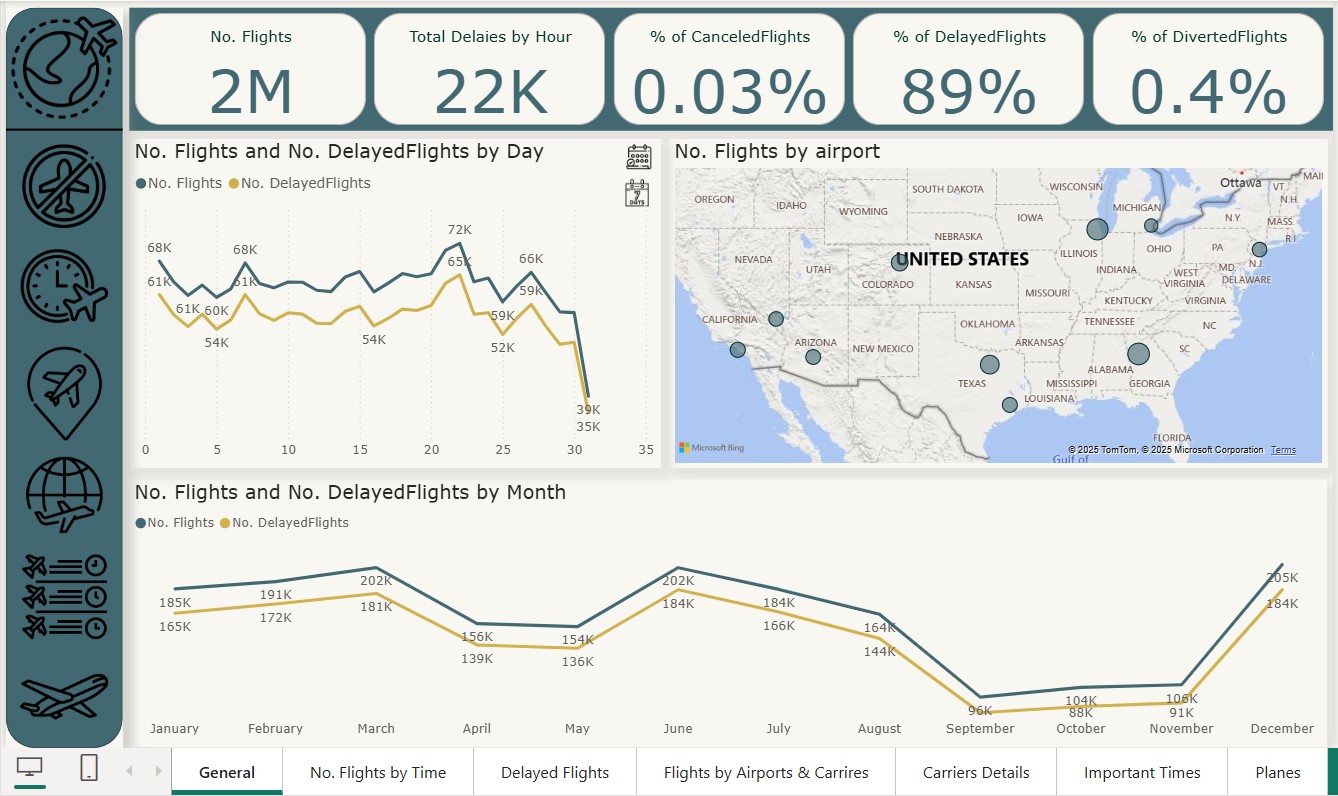 No. Flights
Total Delaies by Hour
% of CanceledFlights
% of DelayedFlights
% of DivertedFlights
2M
22K
0.03%
89%
0.4%
No. Flights and No. DelayedFlights by Day
No. Flights No. DelayedFlights
7
DAYS
72K
68K
68K
65K
66K
61K
61K
59K
61K
60K
59K
54K
54K
52K
39K
35K
0 5 10 15 20 25 30 35
No. Flights by airport
Ottawa
MAI
VT.
WISCONSIN
SOUTH DAKOTA
MICHIGAN
OREGON
IDAHO
WYOMING
IOWA
N.H.
N.Y.
MASS.
NEBRASKA
R.I.
OHIO
PA
NEVADA
UNITED STATES
ILLINOIS
N.J.
UTAH
INDIANA
MD.
WEST
VIRGINIA
DELAWARE
COLORADO
KANSAS
MISSOURI
KENTUCKY
VIRGINIA
CALIFORNIA
OKLAHOMA
TENNESSEE
NC
ARIZONA
NEW MEXICO
ARKANSAS
SC
ALABAMA
TEXAS
MISSISSIPPI
GEORGIA
LOUISIANA
FLORIDA
Gulf of
Microsoft Bing
© 2025 TomTom, © 2025 Microsoft Corporation Terms
No. Flights and No. DelayedFlights by Month
No. Flights No. DelayedFlights
185K
191K
202K
156K
154K
202K
184K
164K
96K
104K
106K
205K
165K
172K
181K
139K
136K
184K
166K
144K
88K
91K
184K
January February March April May June July August September October November December
General
No. Flights by Time
Delayed Flights
Flights by Airports & Carrires
Carriers Details
Important Times
Planes